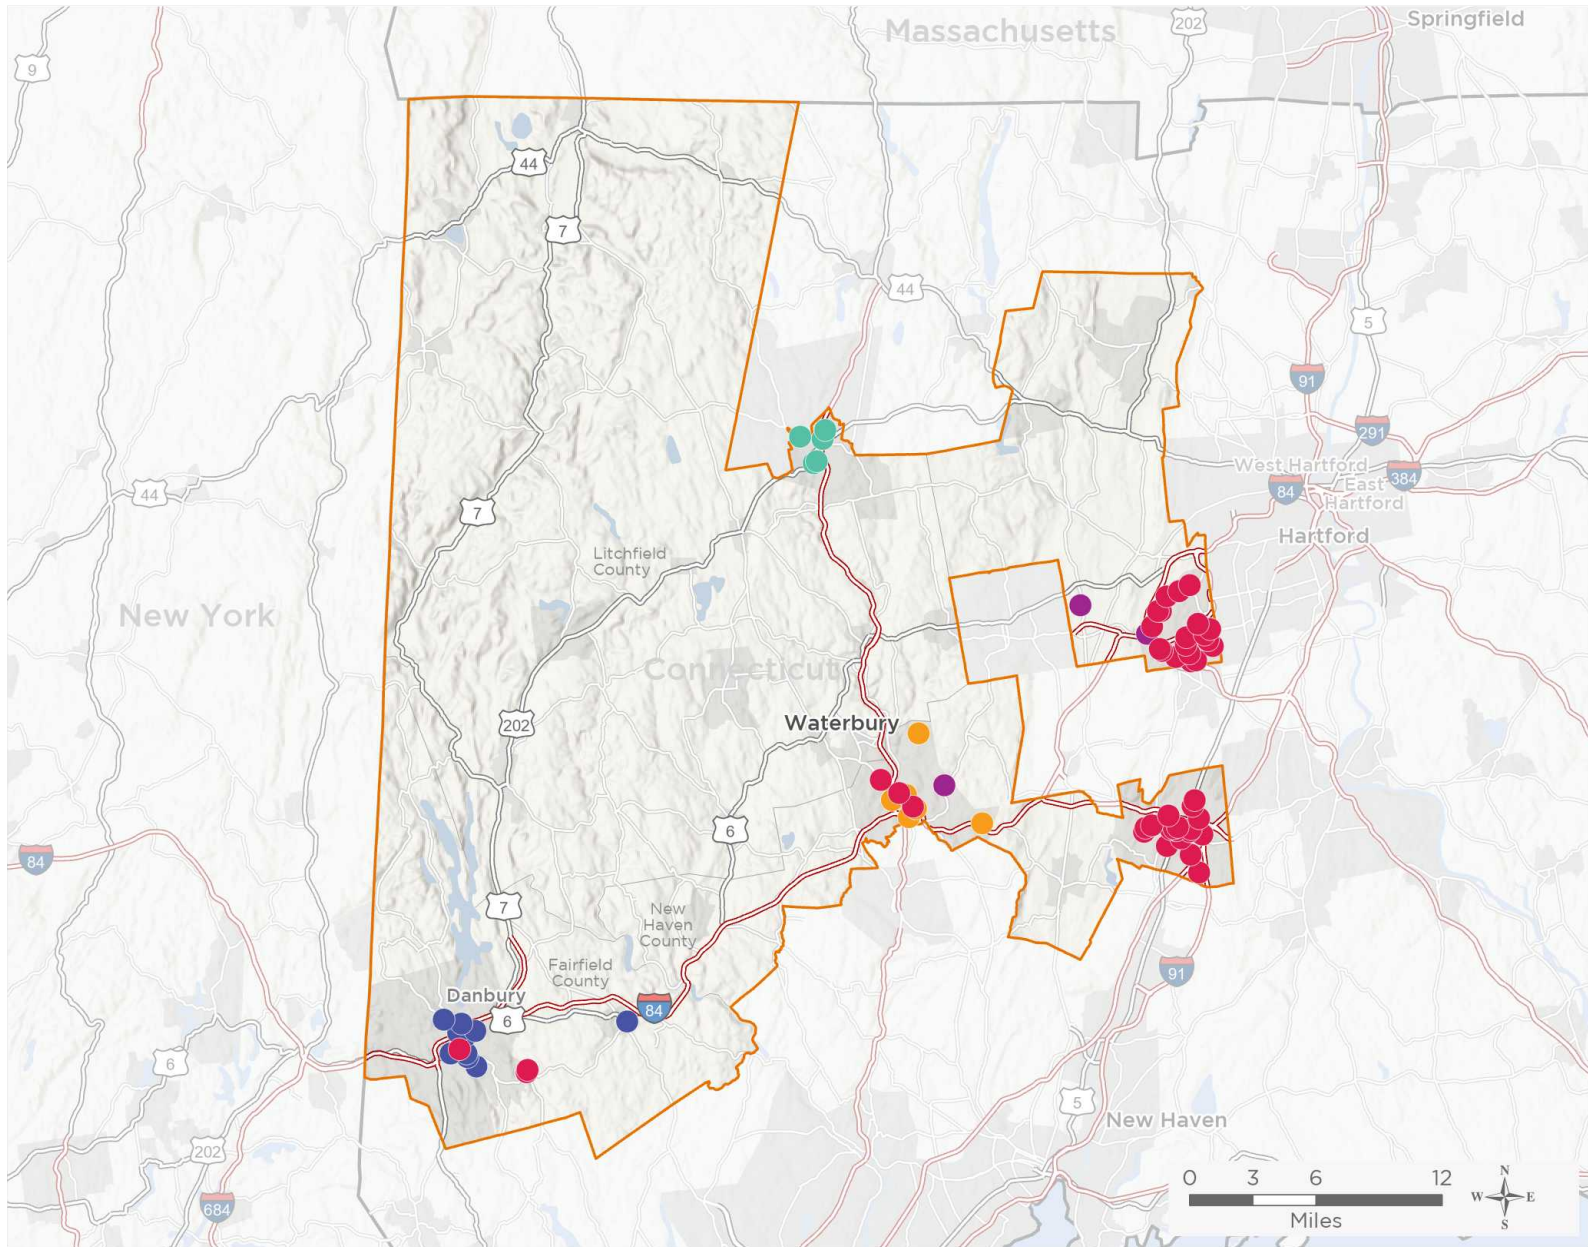 Massachusetts
202
Springfield
9
44
7
44
5
91
291
West Hartford
384
East
Hartford
84
44
7
Hartford
Litchfield
County
New York
Connecticut
202
Waterbury
6
84
7
New
Haven
County
Fairfield
County
91
Danbury
84
6
6
5
New Haven
202
684
0 3 6 12
Miles
N
W E
S